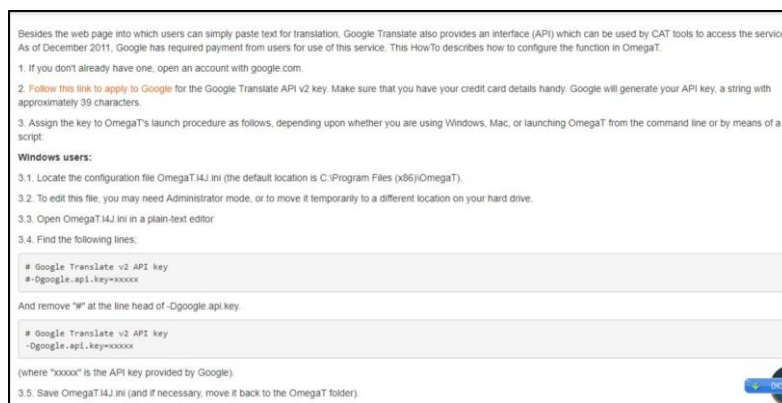 Besides the web page into which users can simply paste text for translation, Google Translate also provides an interface (API) which can be used by CAT tools to access the servic
As of December 2011, Google has required payment from users for use of this service. This HowTo describes how to configure the function in OmegaT.
1. If you don't already have one, open an account with google.com.
2. Follow this link to apply to Google for the Google Translate API v2 key. Make sure that you have your credit card details handy. Google will generate your API key, a string with
approximately 39 characters.
3. Assign the key to OmegaT's launch procedure as follows, depending upon whether you are using Windows, Mac, or launching OmegaT from the command line or by means of a
script:
Windows users:
3.1. Locate the configuration file OmegaT.l4J.ini (the default location is C:\Program Files (x86)\OmegaT).
3.2. To edit this file, you may need Administrator mode, or to move it temporarily to a different location on your hard drive.
3.3. Open OmegaT.l4J.ini in a plain-text editor
3.4. Find the following lines;
# Google Translate v2 API key
#-Dgoogle.api.key=xxxxx
And remove "#" at the line head of -Dgoogle.api.key.
# Google Translate v2 API key
-Dgoogle.api.key=xxxxx
(where "xxxxx" is the API key provided by Google).
3.5. Save OmegaT.l4J.ini (and if necessary, move it back to the OmegaT folder).